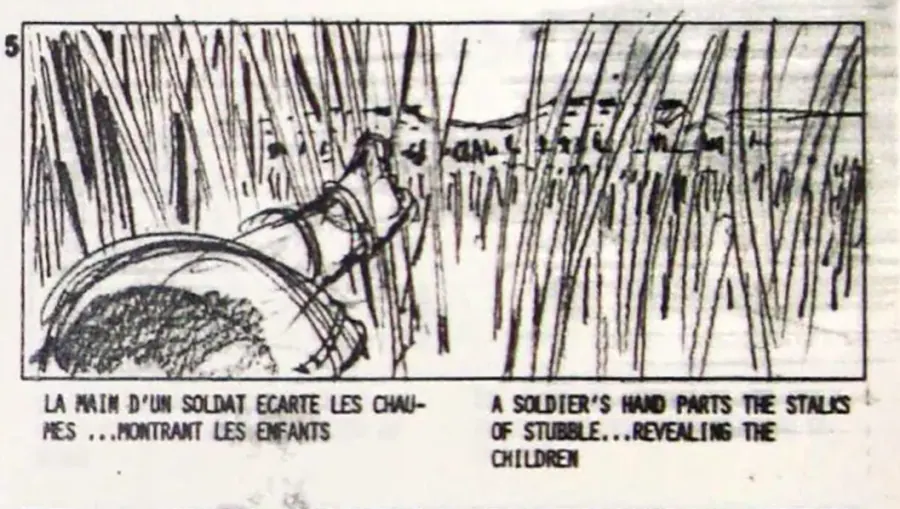 5
LA MAIN D'UN SOLDAT ECARTE LES CHAU-
MES ...MONTRANT LES ENFANTS
A SOLDIER'S HAND PARTS THE STALKS
OF STUBBLE...REVEALING THE
CHILDREN